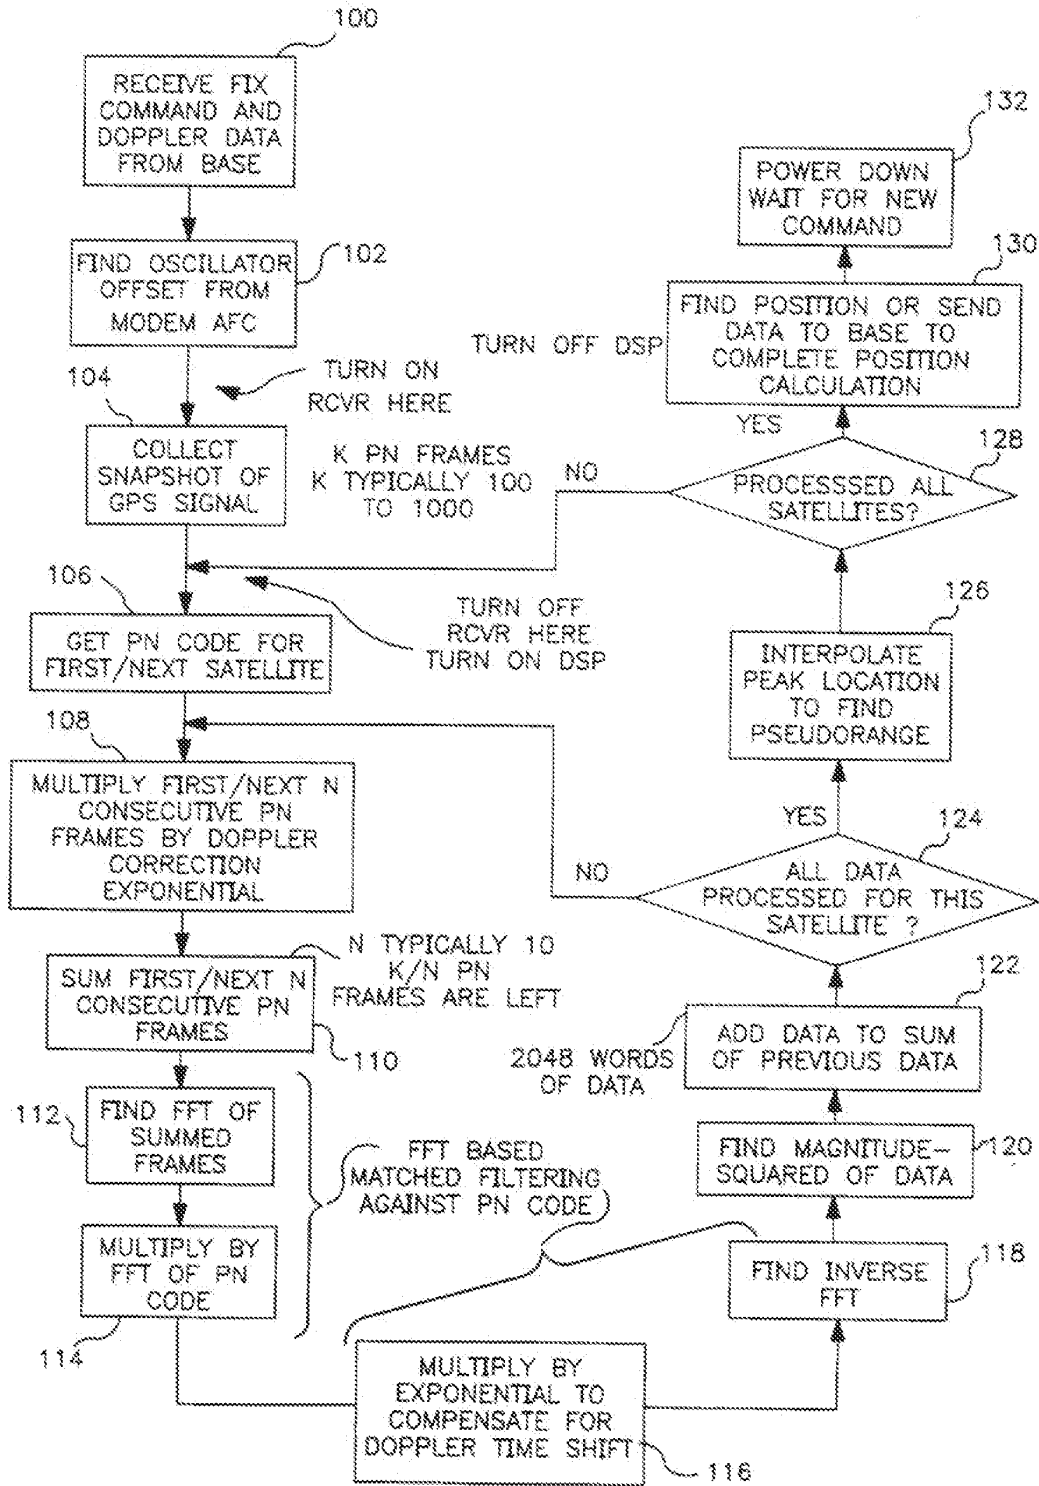 100
RECEIVE FIX
COMMAND AND
DOPPLER DATA
FROM BASE
102
FIND OSCILLATOR
OFFSET FROM
MODEM AFC
104
TURN ON
RCVR HERE
COLLECT
SNAPSHOT OF
GPS SIGNAL
K PN FRAMES
K TYPICALLY 100
TO 1000
106
TURN OFF
RCVR HERE
TURN ON DSP
GET PN CODE FOR
FIRST/NEXT SATELLITE
108
MULTIPLY FIRST/NEXT N
CONSECUTIVE PN
FRAMES BY DOPPLER
CORRECTION
EXPONENTIAL
N TYPICALLY 10
K/N PN
FRAMES ARE LEFT
SUM FIRST/NEXT N
CONSECUTIVE PN
FRAMES
110
112
FIND FFT OF
SUMMED
FRAMES
FFT BASED
MATCHED FILTERING
AGAINST PN CODE
MULTIPLY BY
FFT OF PN
CODE
114
MULTIPLY BY
EXPONENTIAL TO
COMPENSATE FOR
DOPPLER TIME SHIFT
116
FIND INVERSE
FFT
118
FIND MAGNITUDE-
SQUARED OF DATA
120
2048 WORDS
OF DATA
ADD DATA TO SUM
OF PREVIOUS DATA
122
ALL DATA
PROCESSED FOR THIS
SATELLITE ?
124
NO
YES
INTERPOLATE
PEAK LOCATION
TO FIND
PSEUDORANGE
126
PROCESSSED ALL
SATELLITES?
128
NO
YES
TURN OFF DSP
FIND POSITION OR SEND
DATA TO BASE TO
COMPLETE POSITION
CALCULATION
130
POWER DOWN
WAIT FOR NEW
COMMAND
132